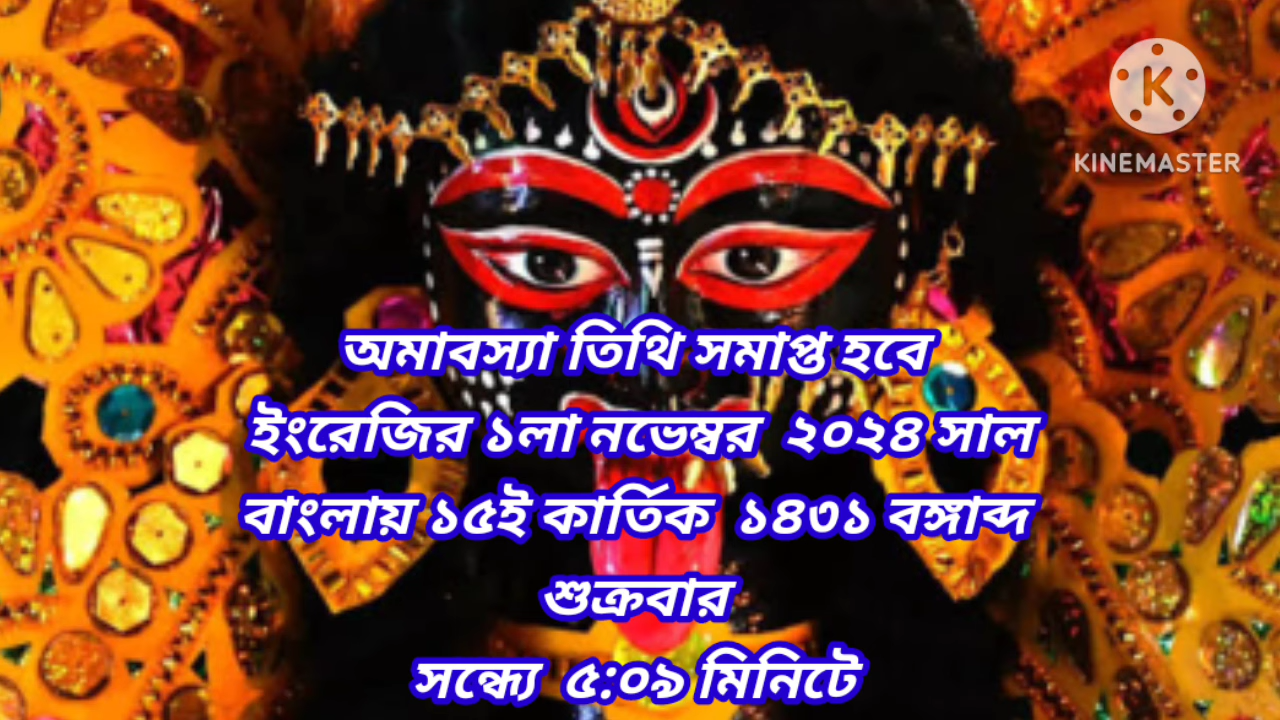 KINEMASTER
অমাবস্যা তিথি সমাপ্ত হবে
ইংরেজির ১লা নভেম্বর ২০২৪ সাল
বাংলায় ১৫ই কার্তিক ১৪৩১ বঙ্গাব্দ
শুক্রবার
সন্ধ্যে ৫:০৯ মিনিটে